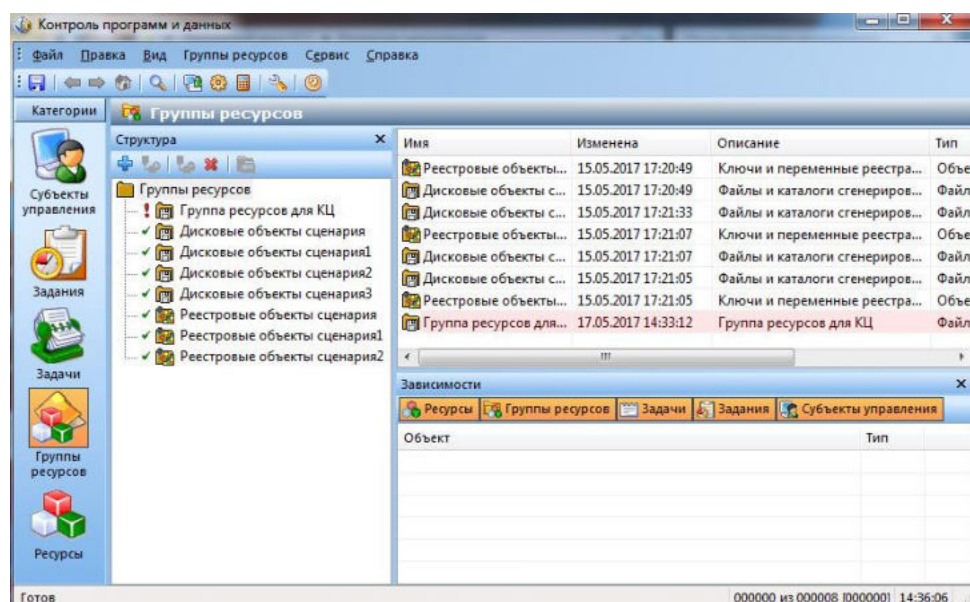 Контроль программ и данных
Файл Правка Вид Группы ресурсов Сервис Справка
Категории
Группы ресурсов
Субъекты управления
Задания
Задачи
Группы ресурсов
Ресурсы
Структура
Группы ресурсов
Группа ресурсов для КЦ
Дисковые объекты сценария
Дисковые объекты сценария1
Дисковые объекты сценария2
Дисковые объекты сценария3
Реестровые объекты сценария
Реестровые объекты сценария1
Реестровые объекты сценария2
Имя Изменена Описание Тип
Реестровые объекты... 15.05.2017 17:20:49 Ключи и переменные реестра... Объе
Дисковые объекты с... 15.05.2017 17:20:49 Файлы и каталоги сгенериров... Файл
Дисковые объекты с... 15.05.2017 17:21:33 Файлы и каталоги сгенериров... Файл
Реестровые объекты... 15.05.2017 17:21:07 Ключи и переменные реестра... Объе
Дисковые объекты с... 15.05.2017 17:21:07 Файлы и каталоги сгенериров... Файл
Дисковые объекты с... 15.05.2017 17:21:05 Файлы и каталоги сгенериров... Файл
Реестровые объекты... 15.05.2017 17:21:05 Ключи и переменные реестра... Объе
Группа ресурсов для... 17.05.2017 14:33:12 Группа ресурсов для КЦ Файл
Зависимости
Ресурсы Группы ресурсов Задачи Задания Субъекты управления
Объект Тип
Готов 000000 из 000008 [000000] 14:36:06